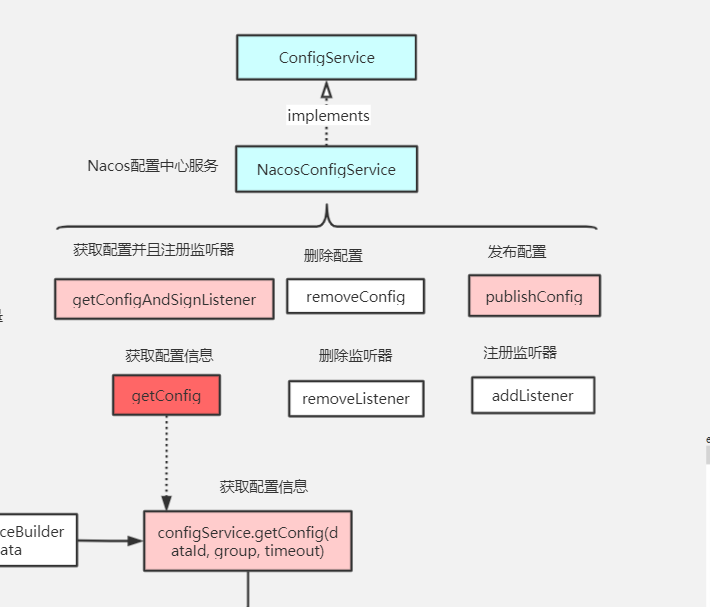 ConfigService
implements
Nacos配置中心服务
NacosConfigService
获取配置并且注册监听器
删除配置
发布配置
getConfigAndSignListener
removeConfig
publishConfig
获取配置信息
删除监听器
注册监听器
getConfig
removeListener
addListener
获取配置信息
ceBuilder
ata
configService.getConfig(d
ataId, group, timeout)